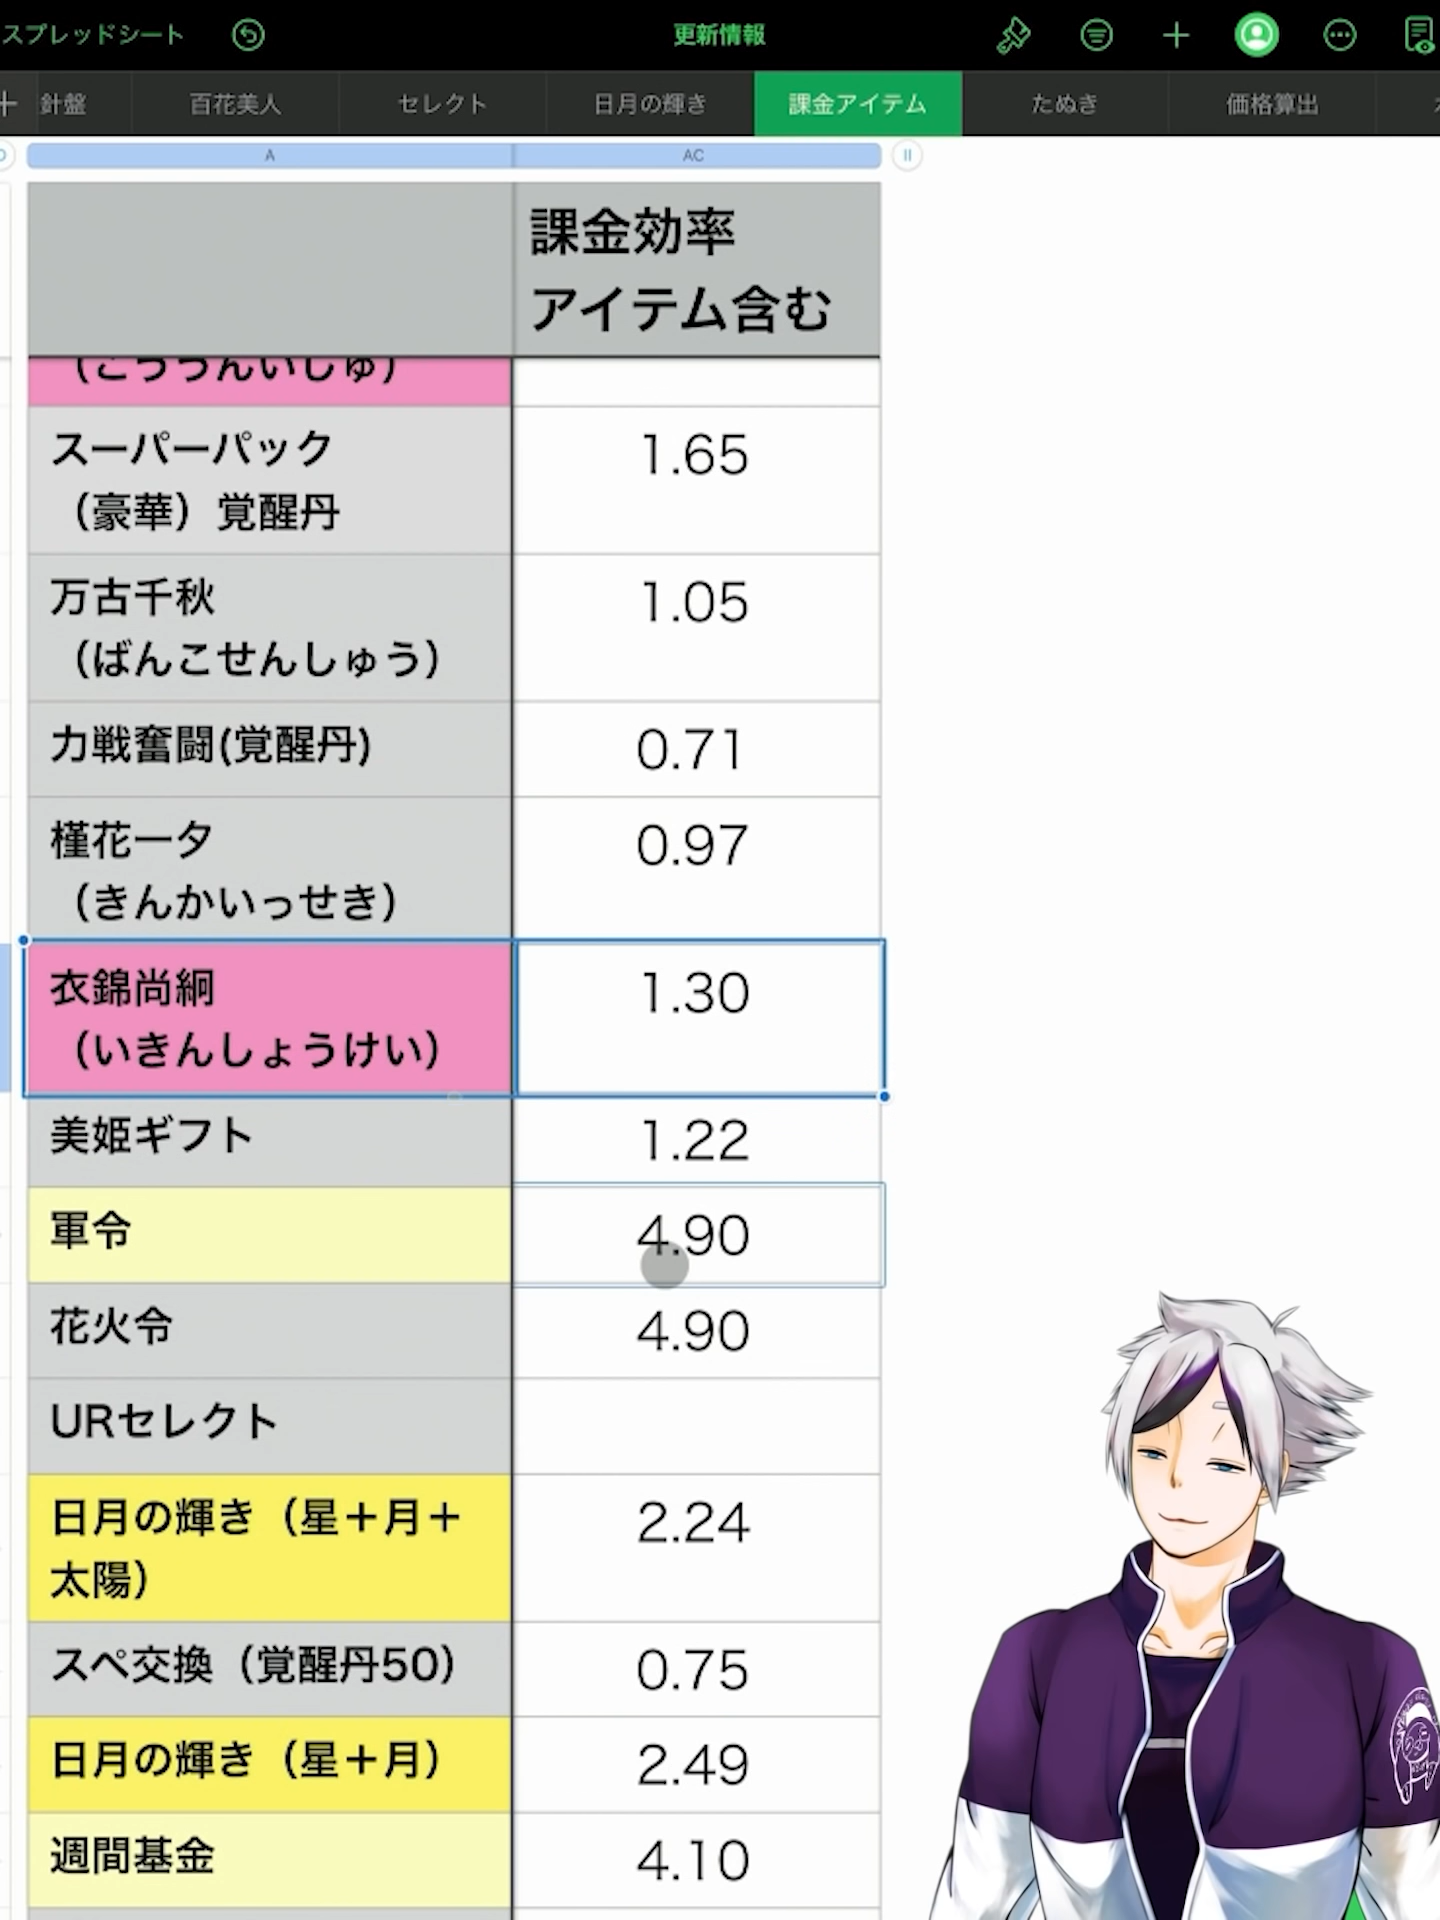 スプレッドシート
更新情報
針盤
百花美人
セレクト
日月の輝き
課金アイテム
たぬき
価格算出
A
AC
課金効率
アイテム含む
（こううんいしゅ）
スーパーパック
（豪華）覚醒丹
1.65
万古千秋
（ばんこせんしゅう）
1.05
力戦奮闘(覚醒丹)
0.71
槿花一夕
（きんかいっせき）
0.97
衣錦尚絅
（いきんしょうけい）
1.30
美姫ギフト
1.22
軍令
4.90
花火令
4.90
URセレクト
日月の輝き（星＋月＋
太陽）
2.24
スペ交換（覚醒丹50）
0.75
日月の輝き（星＋月）
2.49
週間基金
4.10